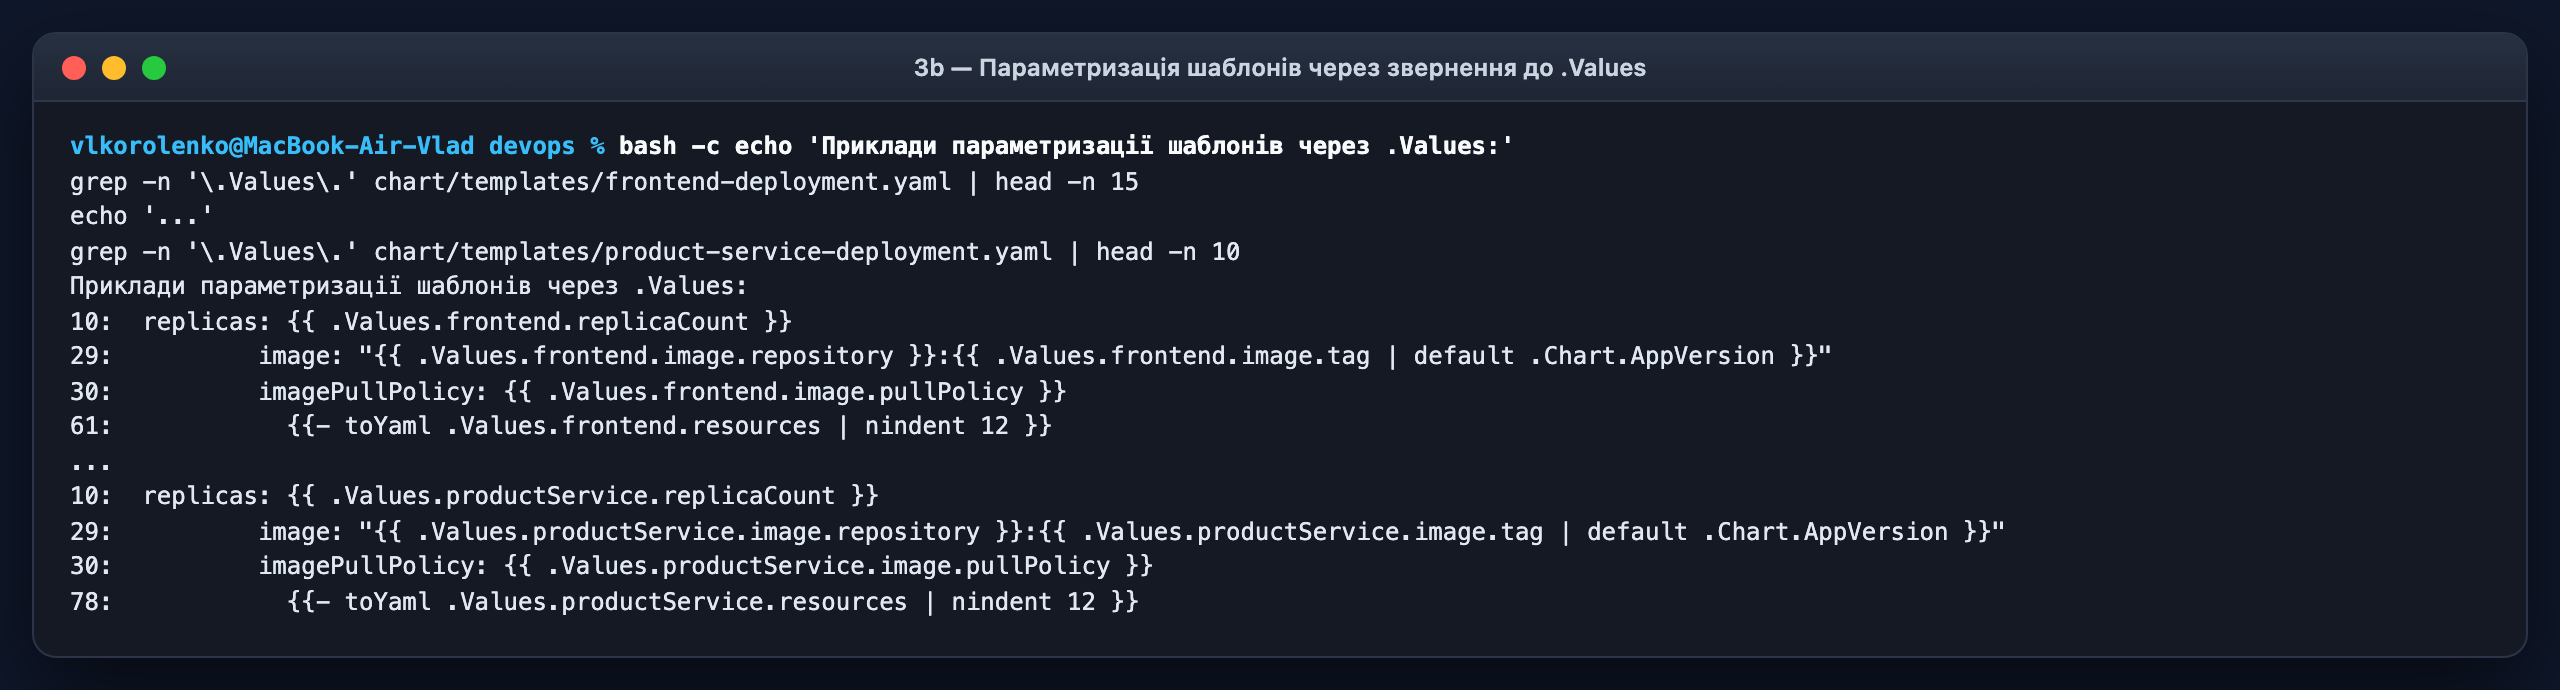 3b — Параметризація шаблонів через звернення до .Values
vlkorolenko@MacBook-Air-Vlad devops % bash -c echo 'Приклади параметризації шаблонів через .Values:'
grep -n '\.Values\.' chart/templates/frontend-deployment.yaml | head -n 15
echo '...'
grep -n '\.Values\.' chart/templates/product-service-deployment.yaml | head -n 10
Приклади параметризації шаблонів через .Values:
10:  replicas: {{ .Values.frontend.replicaCount }}
29:          image: "{{ .Values.frontend.image.repository }}:{{ .Values.frontend.image.tag | default .Chart.AppVersion }}"
30:          imagePullPolicy: {{ .Values.frontend.image.pullPolicy }}
61:            {{- toYaml .Values.frontend.resources | nindent 12 }}
...
10:  replicas: {{ .Values.productService.replicaCount }}
29:          image: "{{ .Values.productService.image.repository }}:{{ .Values.productService.image.tag | default .Chart.AppVersion }}"
30:          imagePullPolicy: {{ .Values.productService.image.pullPolicy }}
78:            {{- toYaml .Values.productService.resources | nindent 12 }}